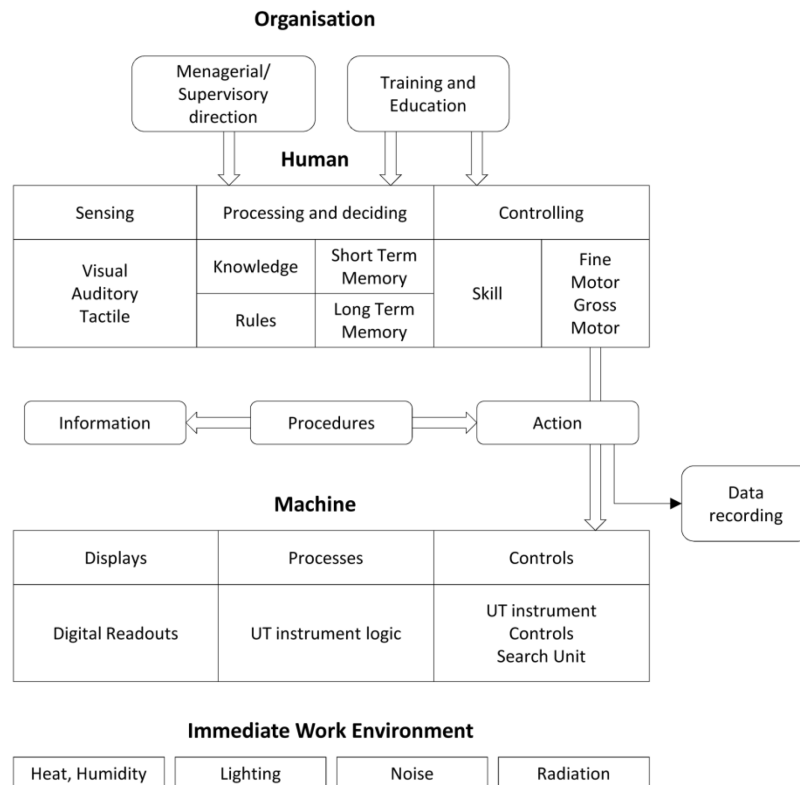 Organisation
Menagerial/
Supervisory
direction
Training and
Education
Human
Sensing
Processing and deciding
Controlling
Visual
Auditory
Tactile
Knowledge
Short Term
Memory
Rules
Long Term
Memory
Skill
Fine
Motor
Gross
Motor
Information
Procedures
Action
Data
recording
Machine
Displays
Processes
Controls
Digital Readouts
UT instrument logic
UT instrument
Controls
Search Unit
Immediate Work Environment
Heat, Humidity
Lighting
Noise
Radiation